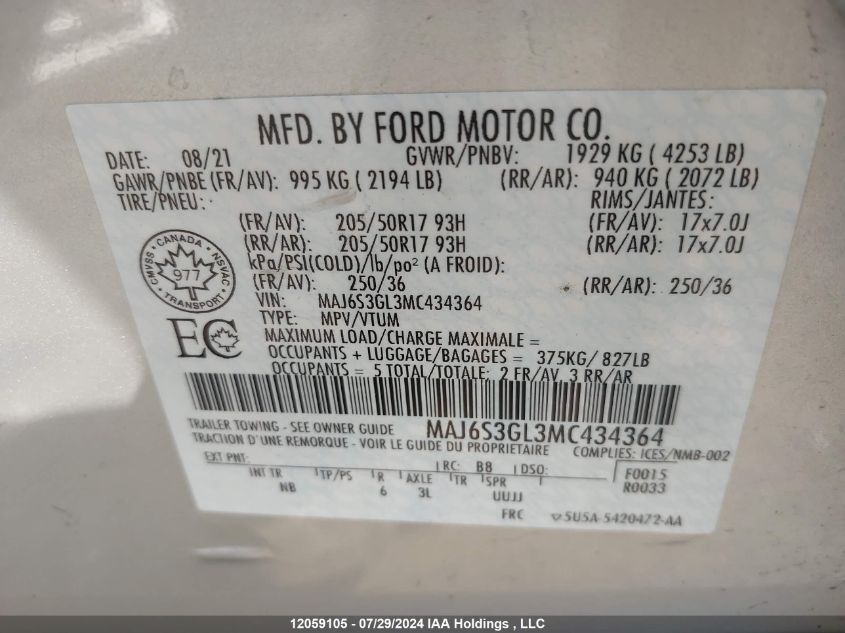 MFD. BY FORD MOTOR CO.
DATE: 08/21 GVWR/PNBV: 1929 KG ( 4253 LB)
GAWR/PNBE (FR/AV): 995 KG ( 2194 LB) (RR/AR): 940 KG ( 2072 LB)
TIRE/PNEU: RIMS/JANTES:
(FR/AV): 205/50R17 93H (FR/AV): 17x7.0J
(RR/AR): 205/50R17 93H (RR/AR): 17x7.0J
kPa/PSI(COLD)/lb/po² (A FROID):
(FR/AV): 250/36 (RR/AR): 250/36
VIN: MAJ6S3GL3MC434364
TYPE: MPV/VTUM
CANADA
CMVSS NSVAC
977
TRANSPORT
EC
MAXIMUM LOAD/CHARGE MAXIMALE =
OCCUPANTS + LUGGAGE/BAGAGES = 375KG/ 827LB
OCCUPANTS = 5 TOTAL/TOTALE: 2 FR/AV, 3 RR/AR
TRAILER TOWING - SEE OWNER GUIDE MAJ6S3GL3MC434364
TRACTION D'UNE REMORQUE - VOIR LE GUIDE DU PROPRIETAIRE COMPLIES: ICES/NMB-002
EXT PNT: RC: B8 DSO: F0015
INT TR TP/PS R AXLE TR SPR R0033
NB 6 3L UUJJ
FRC 5U5A-5420472-AA
12059105 - 07/29/2024 IAA Holdings , LLC